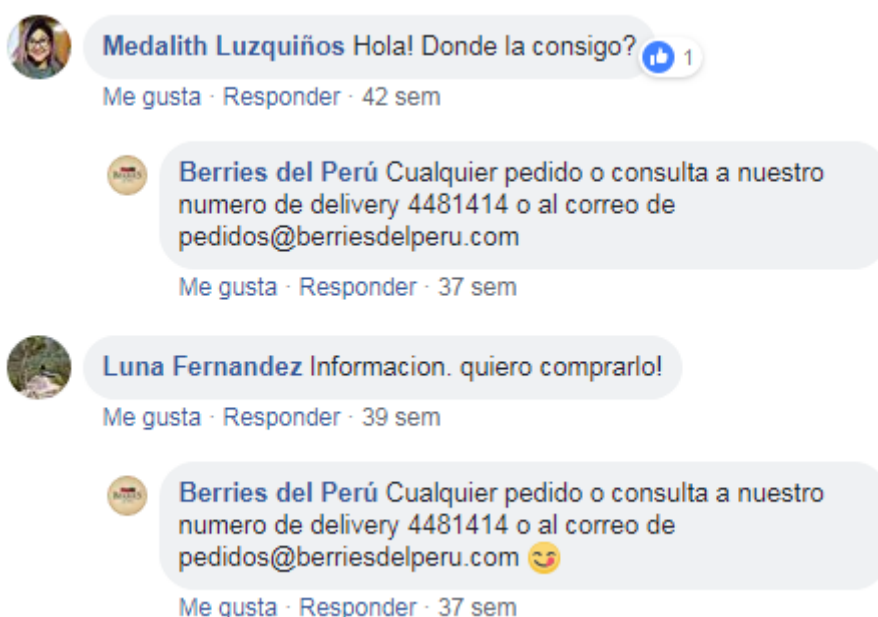 Medalith Luzquiños Hola! Donde la consigo? 1
Me gusta · Responder · 42 sem
Berries del Perú Cualquier pedido o consulta a nuestro
numero de delivery 4481414 o al correo de
pedidos@berriesdelperu.com
Me gusta · Responder · 37 sem
Luna Fernandez Informacion. quiero comprarlo!
Me gusta · Responder · 39 sem
Berries del Perú Cualquier pedido o consulta a nuestro
numero de delivery 4481414 o al correo de
pedidos@berriesdelperu.com 😋
Me gusta · Responder · 37 sem